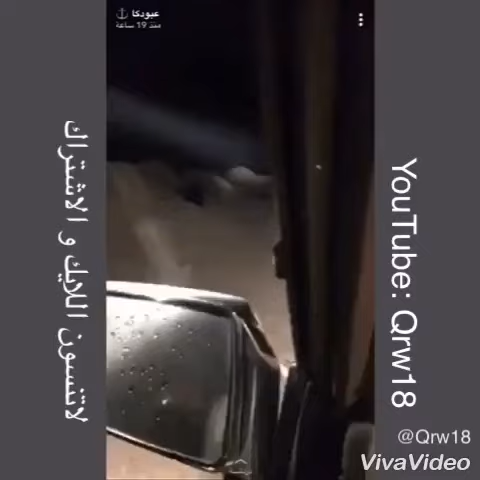 عبودكا ⚓
منذ 19 ساعة
لاتنسون اللايك و الاشتراك
YouTube: Qrw18
@Qrw18
VivaVideo